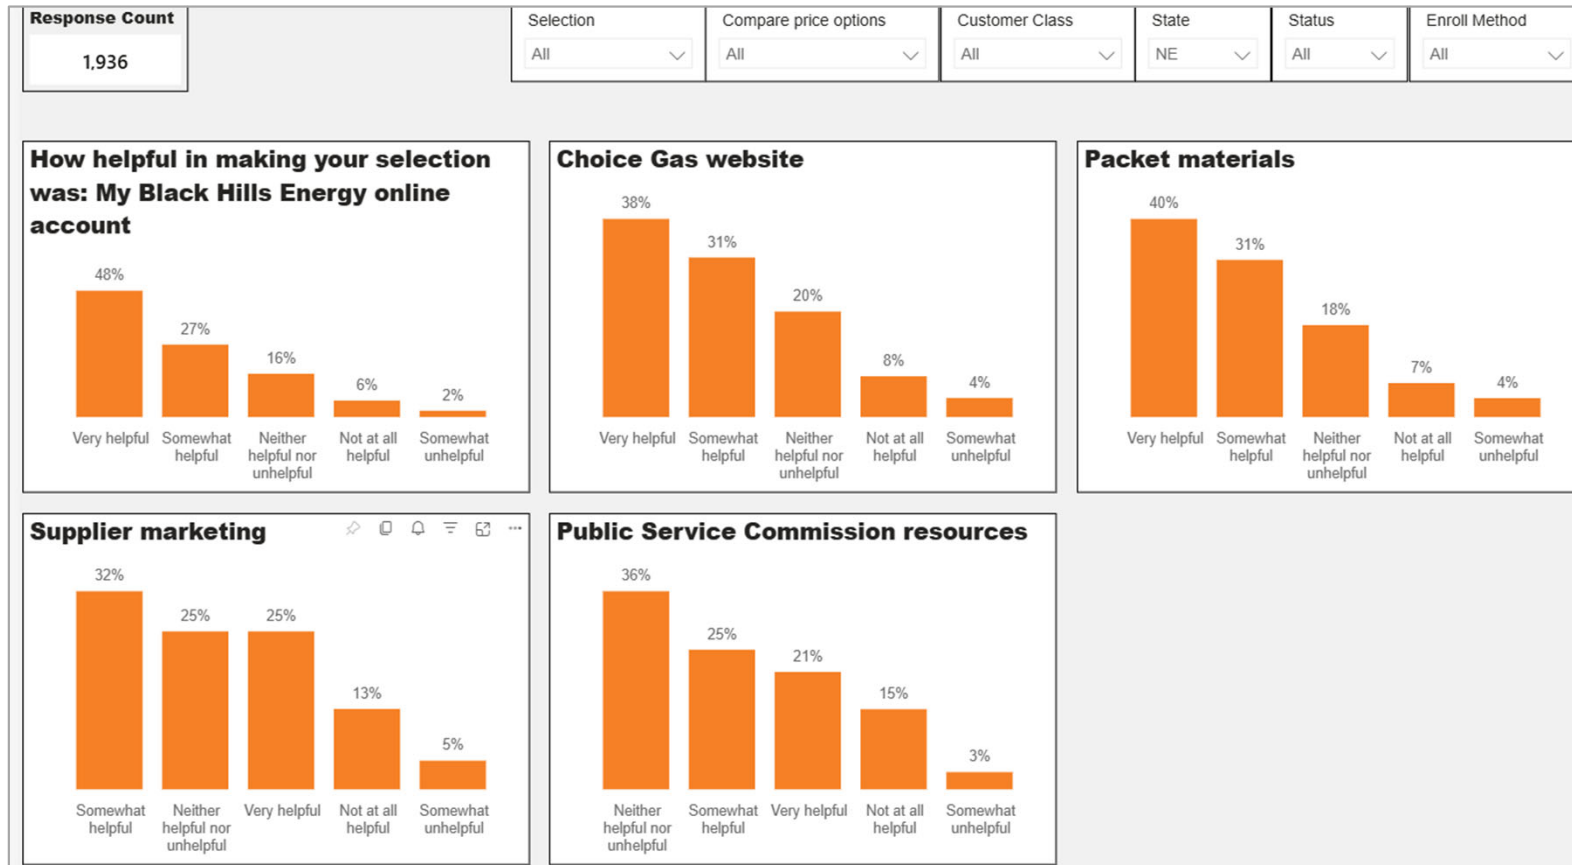 Response Count
1,936
Selection
All
Compare price options
All
Customer Class
All
State
NE
Status
All
Enroll Method
All
How helpful in making your selection
was: My Black Hills Energy online
account
48%
27%
16%
6%
2%
Very helpful
Somewhat
helpful
Neither
helpful nor
unhelpful
Not at all
helpful
Somewhat
unhelpful
Choice Gas website
38%
31%
20%
8%
4%
Very helpful
Somewhat
helpful
Neither
helpful nor
unhelpful
Not at all
helpful
Somewhat
unhelpful
Packet materials
40%
31%
18%
7%
4%
Very helpful
Somewhat
helpful
Neither
helpful nor
unhelpful
Not at all
helpful
Somewhat
unhelpful
Supplier marketing
32%
25%
25%
13%
5%
Somewhat
helpful
Neither
helpful nor
unhelpful
Very helpful
Not at all
helpful
Somewhat
unhelpful
Public Service Commission resources
36%
25%
21%
15%
3%
Neither
helpful nor
unhelpful
Somewhat
helpful
Very helpful
Not at all
helpful
Somewhat
unhelpful